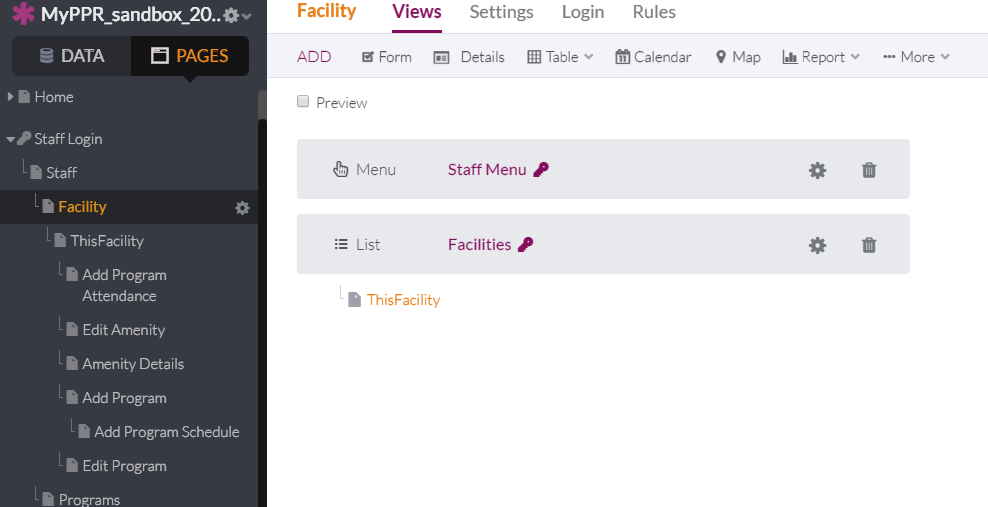 MyPPR_sandbox_20..
DATA
PAGES
Home
Staff Login
Staff
Facility
ThisFacility
Add Program
Attendance
Edit Amenity
Amenity Details
Add Program
Add Program Schedule
Edit Program
Programs
Facility Views Settings Login Rules
ADD Form Details Table Calendar Map Report More
Preview
Menu Staff Menu
List Facilities
ThisFacility